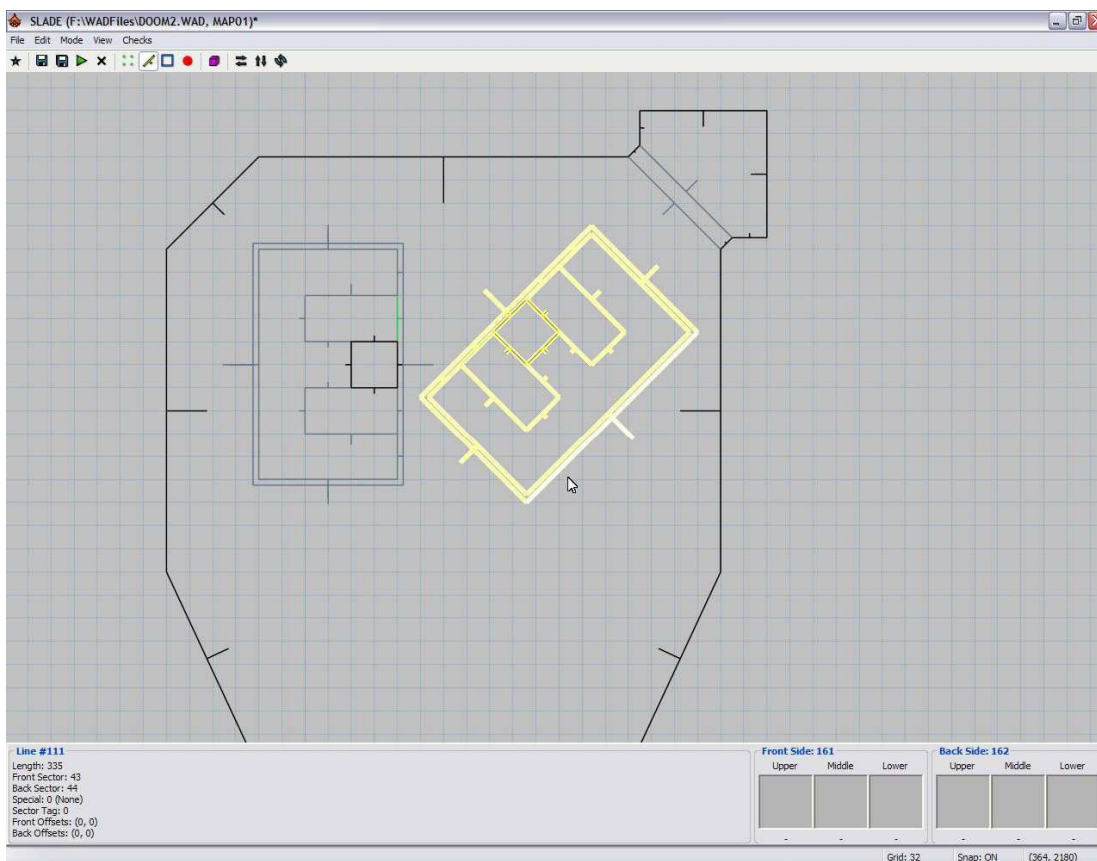 SLADE (F:\WADFiles\DOOM2.WAD, MAP01)*
File Edit Mode View Checks
Line #111
Length: 335
Front Sector: 43
Back Sector: 44
Special: 0 (None)
Sector Tag: 0
Front Offsets: (0, 0)
Back Offsets: (0, 0)
Front Side: 161
Upper Middle Lower
- - -
Back Side: 162
Upper Middle Lower
- - -
Grid: 32 Snap: ON (364, 2180)